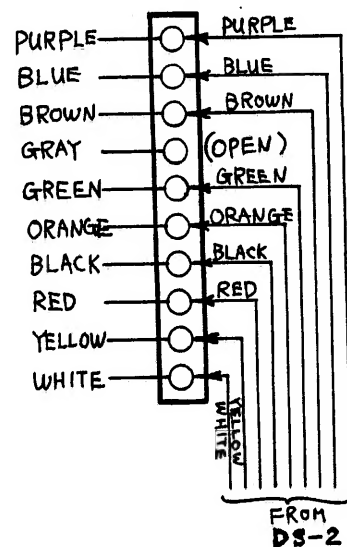 PURPLE PURPLE
BLUE BLUE
BROWN BROWN
GRAY (OPEN)
GREEN GREEN
ORANGE ORANGE
BLACK BLACK
RED RED
YELLOW
WHITE
YELLOW
WHITE
FROM
DS-2